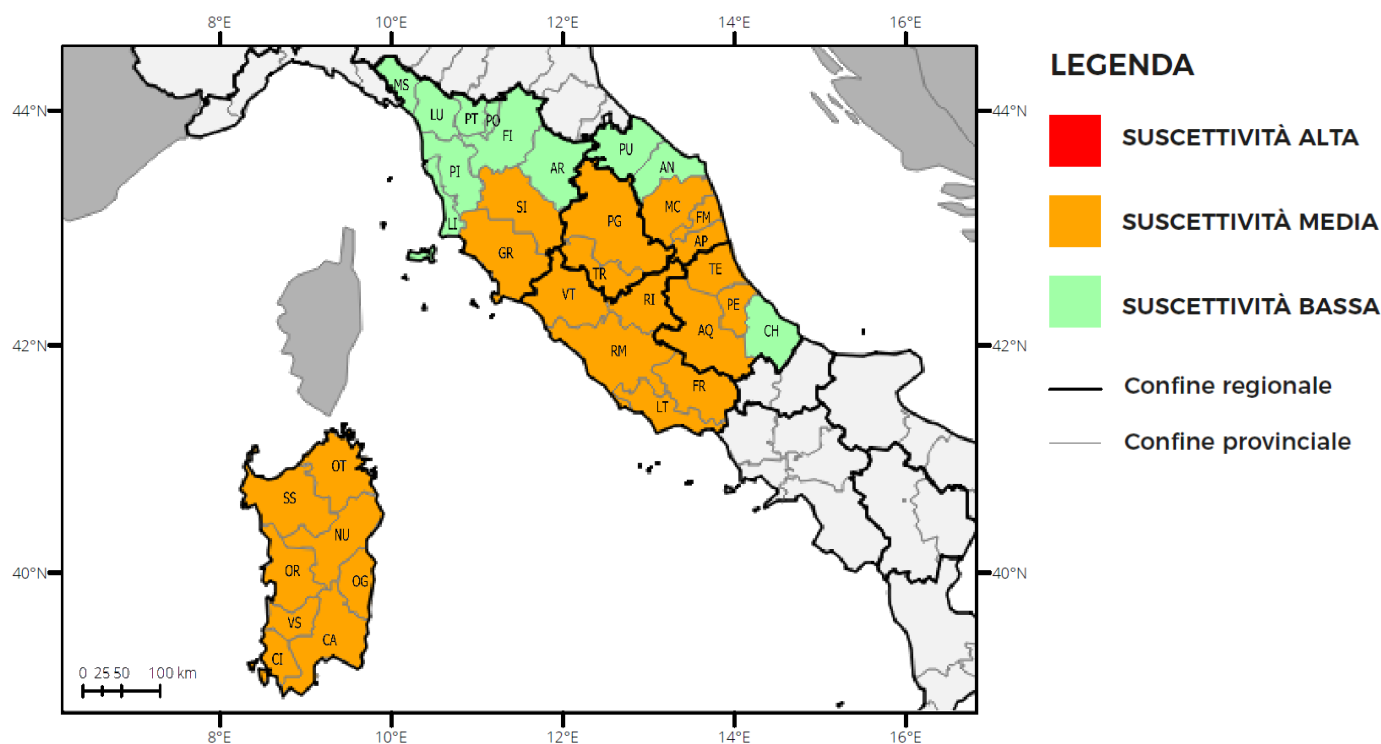 8°E 10°E 12°E 14°E 16°E
44°N 44°N
42°N 42°N
40°N 40°N
8°E 10°E 12°E 14°E 16°E
MS
LU PT PO
FI
PI AR
LI
PU
AN
SI
GR
PG
TR
MC
FM
AP
TE
PE
AQ
CH
VT RI
RM
FR
LT
OT
SS
NU
OR
OG
VS
CA
CI
0 25 50 100 km
LEGENDA
SUSCETTIVITÀ ALTA
SUSCETTIVITÀ MEDIA
SUSCETTIVITÀ BASSA
Confine regionale
Confine provinciale